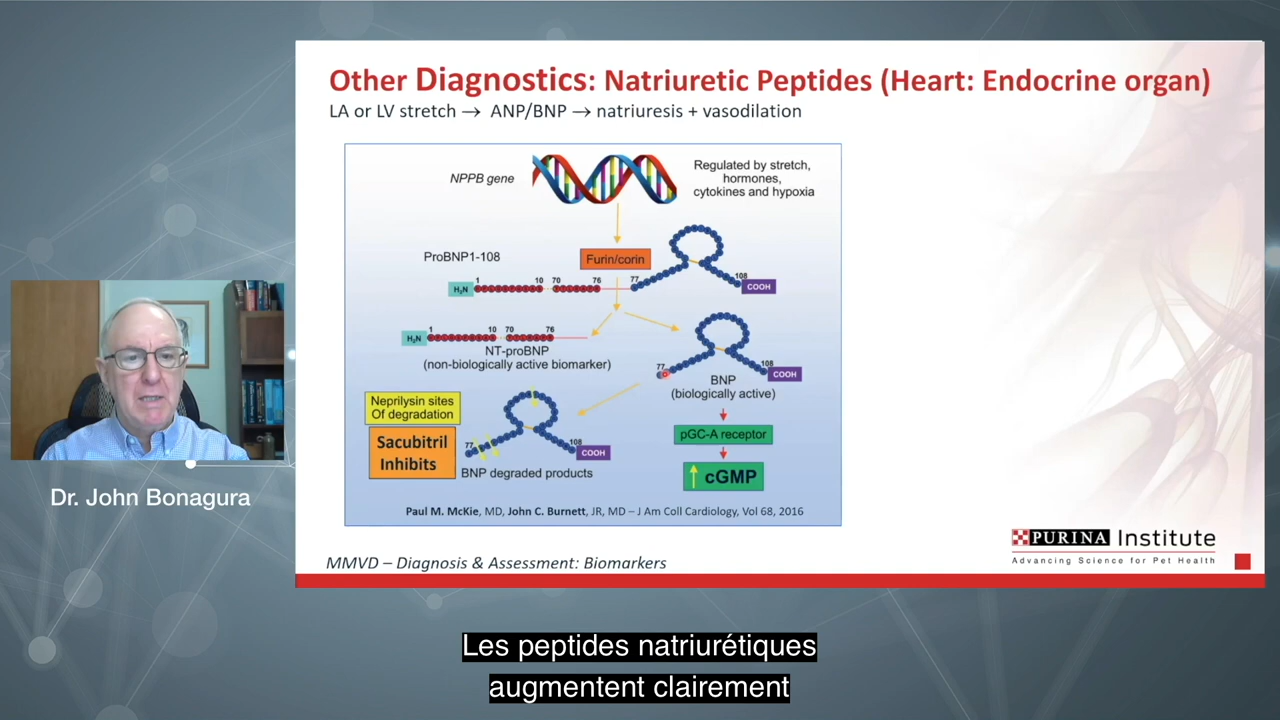 Other Diagnostics: Natriuretic Peptides (Heart: Endocrine organ)
LA or LV stretch → ANP/BNP → natriuresis + vasodilation
NPPB gene
Regulated by stretch,
hormones,
cytokines and hypoxia
ProBNP1-108
Furin/corin
1
10
70
76
77
108
H₂N
COOH
1
10
70
76
H₂N
NT-proBNP
(non-biologically active biomarker)
77
108
COOH
BNP
(biologically active)
Neprilysin sites
Of degradation
Sacubitril
Inhibits
77
108
COOH
BNP degraded products
pGC-A receptor
cGMP
Paul M. McKie, MD, John C. Burnett, JR, MD – J Am Coll Cardiology, Vol 68, 2016
MMVD – Diagnosis & Assessment: Biomarkers
PURINA Institute
Advancing Science for Pet Health
Dr. John Bonagura
Les peptides natriurétiques
augmentent clairement